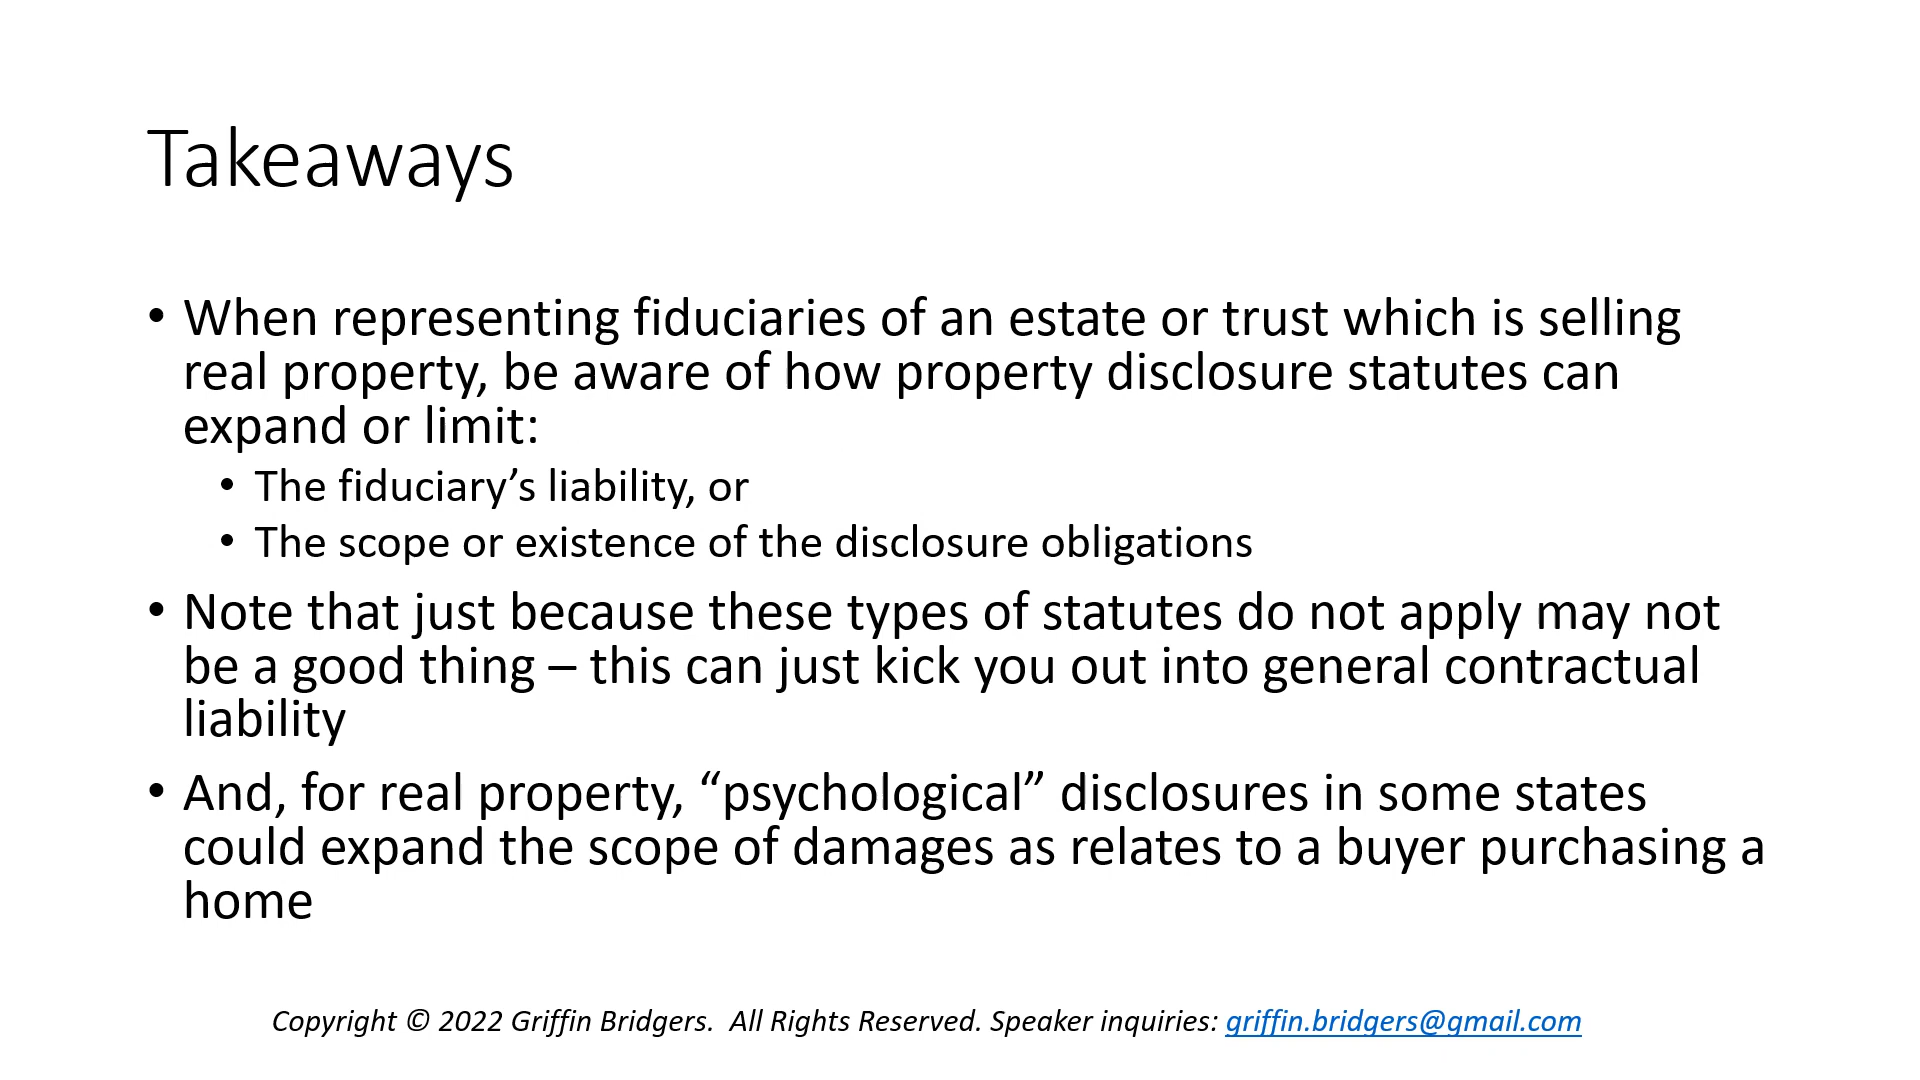 Takeaways
• When representing fiduciaries of an estate or trust which is selling
real property, be aware of how property disclosure statutes can
expand or limit:
• The fiduciary’s liability, or
• The scope or existence of the disclosure obligations
• Note that just because these types of statutes do not apply may not
be a good thing – this can just kick you out into general contractual
liability
• And, for real property, “psychological” disclosures in some states
could expand the scope of damages as relates to a buyer purchasing a
home
Copyright © 2022 Griffin Bridgers.  All Rights Reserved. Speaker inquiries: griffin.bridgers@gmail.com